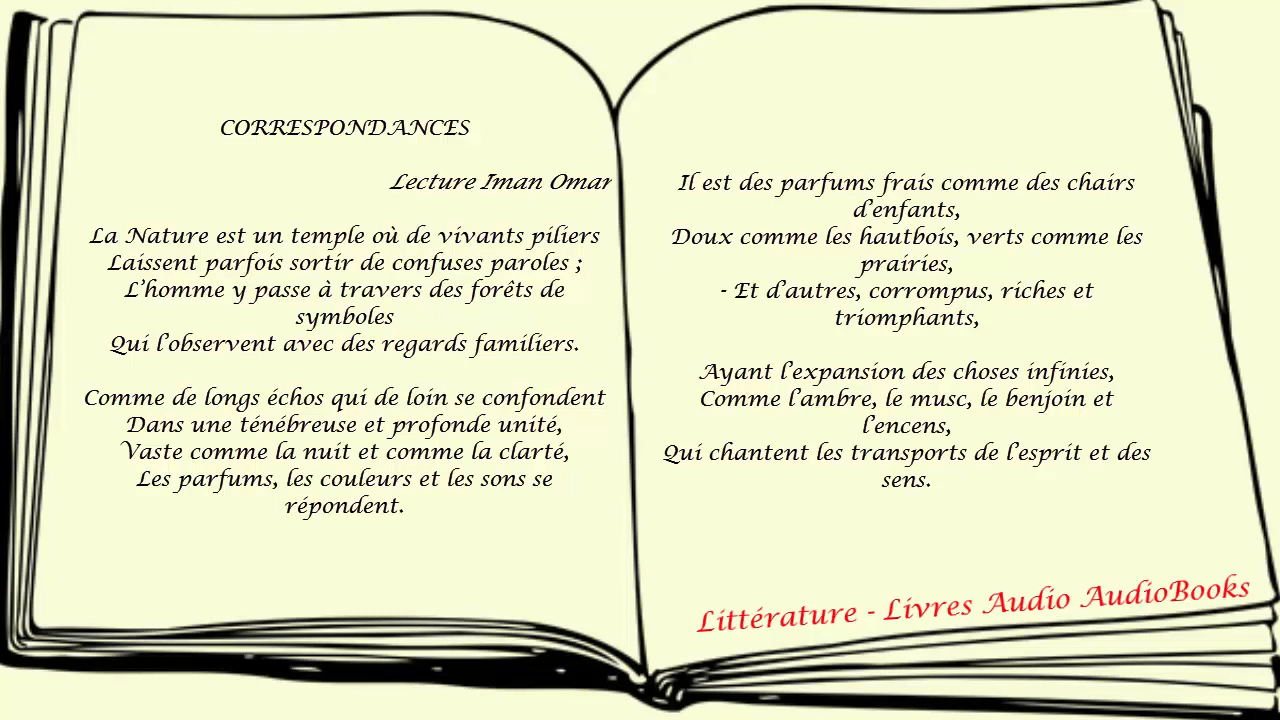 CORRESPONDANCES
Lecture Iman Omar
La Nature est un temple où de vivants piliers
Laissent parfois sortir de confuses paroles ;
L'homme y passe à travers des forêts de
symboles
Qui l'observent avec des regards familiers.
Comme de longs échos qui de loin se confondent
Dans une ténébreuse et profonde unité,
Vaste comme la nuit et comme la clarté,
Les parfums, les couleurs et les sons se
répondent.
Il est des parfums frais comme des chairs
d'enfants,
Doux comme les hautbois, verts comme les
prairies,
- Et d'autres, corrompus, riches et
triomphants,
Ayant l'expansion des choses infinies,
Comme l'ambre, le musc, le benjoin et
l'encens,
Qui chantent les transports de l'esprit et des
sens.
Littérature - Livres Audio AudioBooks